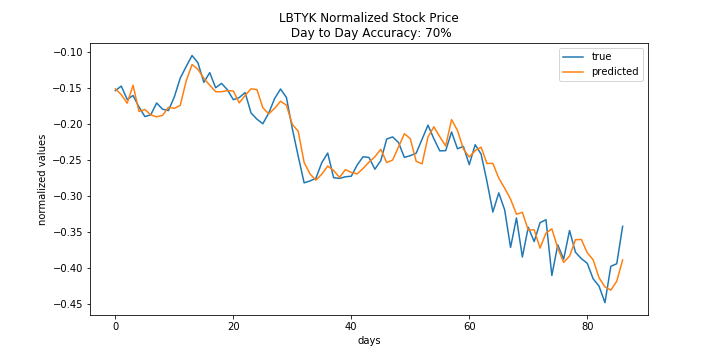 LBTYK Normalized Stock Price
Day to Day Accuracy: 70%
true
predicted
normalized values
−0.10
−0.15
−0.20
−0.25
−0.30
−0.35
−0.40
−0.45
0
20
40
60
80
days